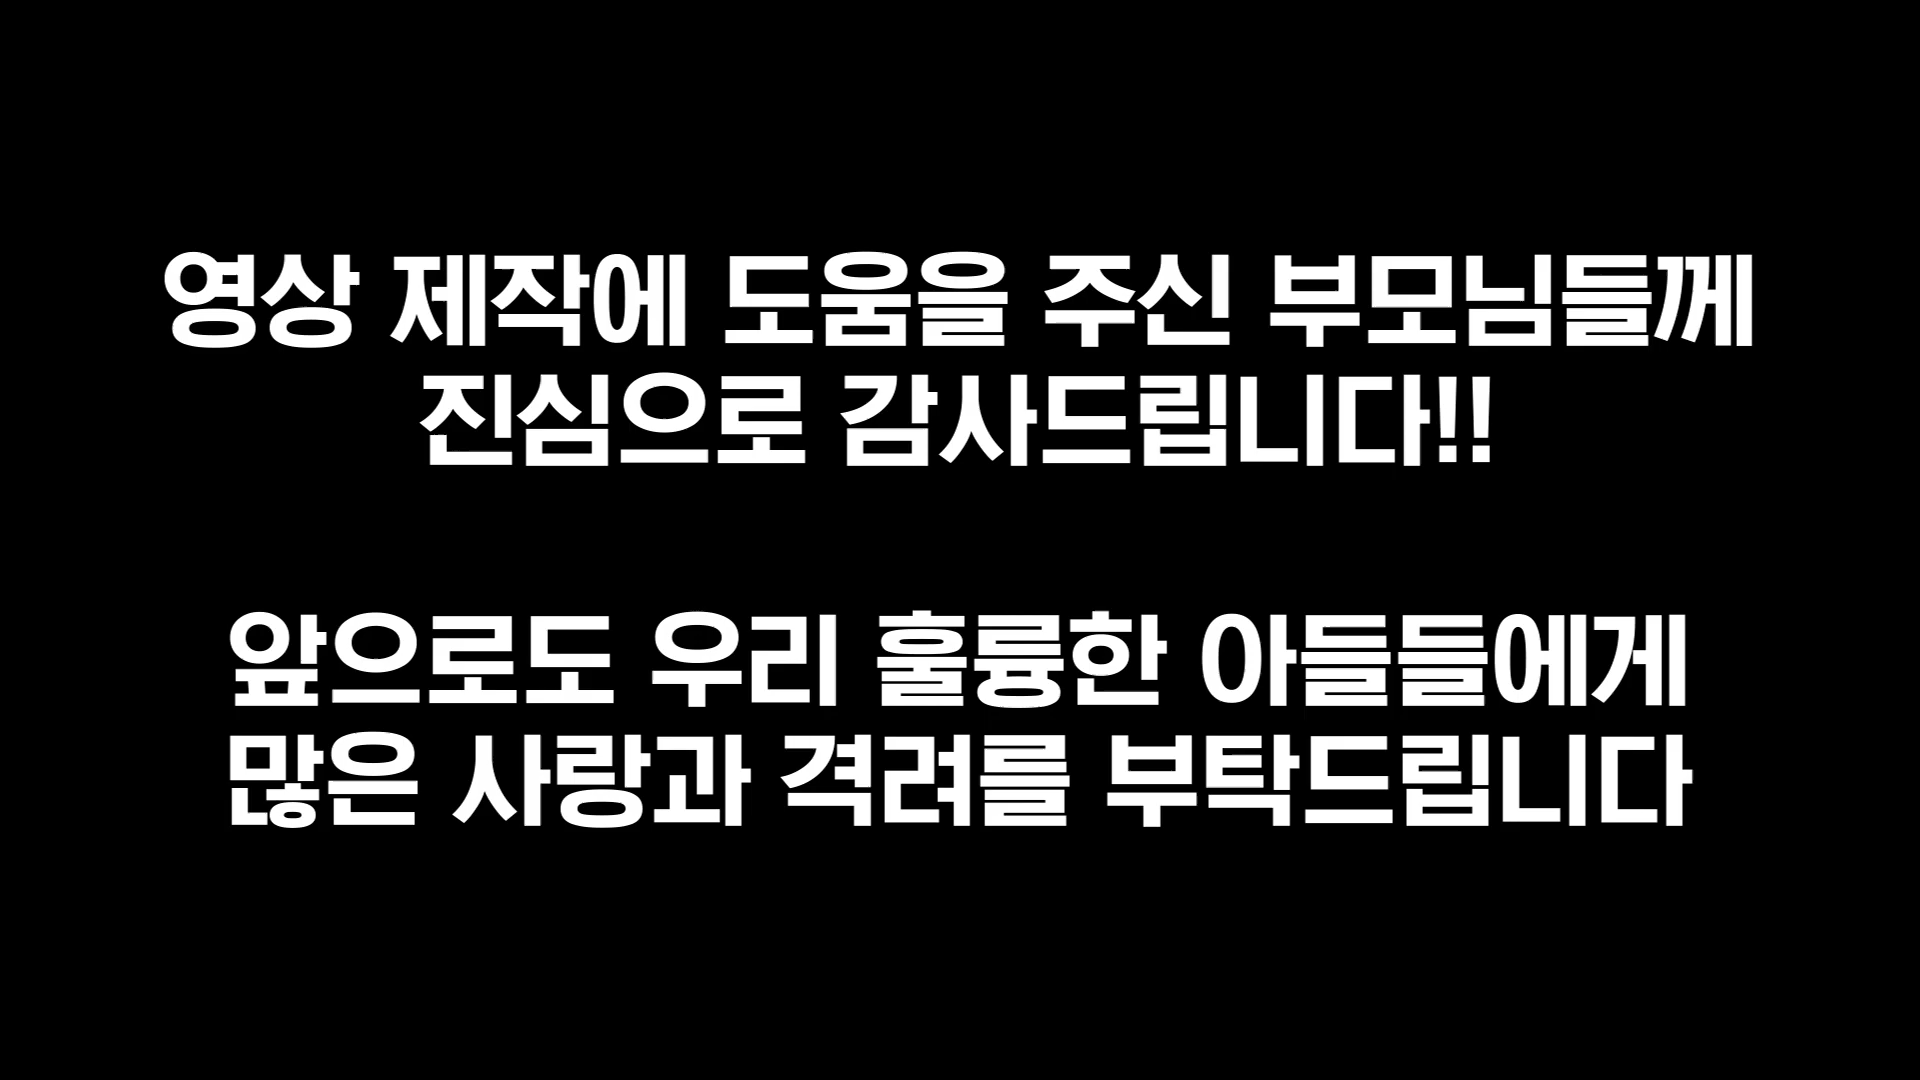 영상 제작에 도움을 주신 부모님들께
진심으로 감사드립니다!!
앞으로도 우리 훌륭한 아들들에게
많은 사랑과 격려를 부탁드립니다